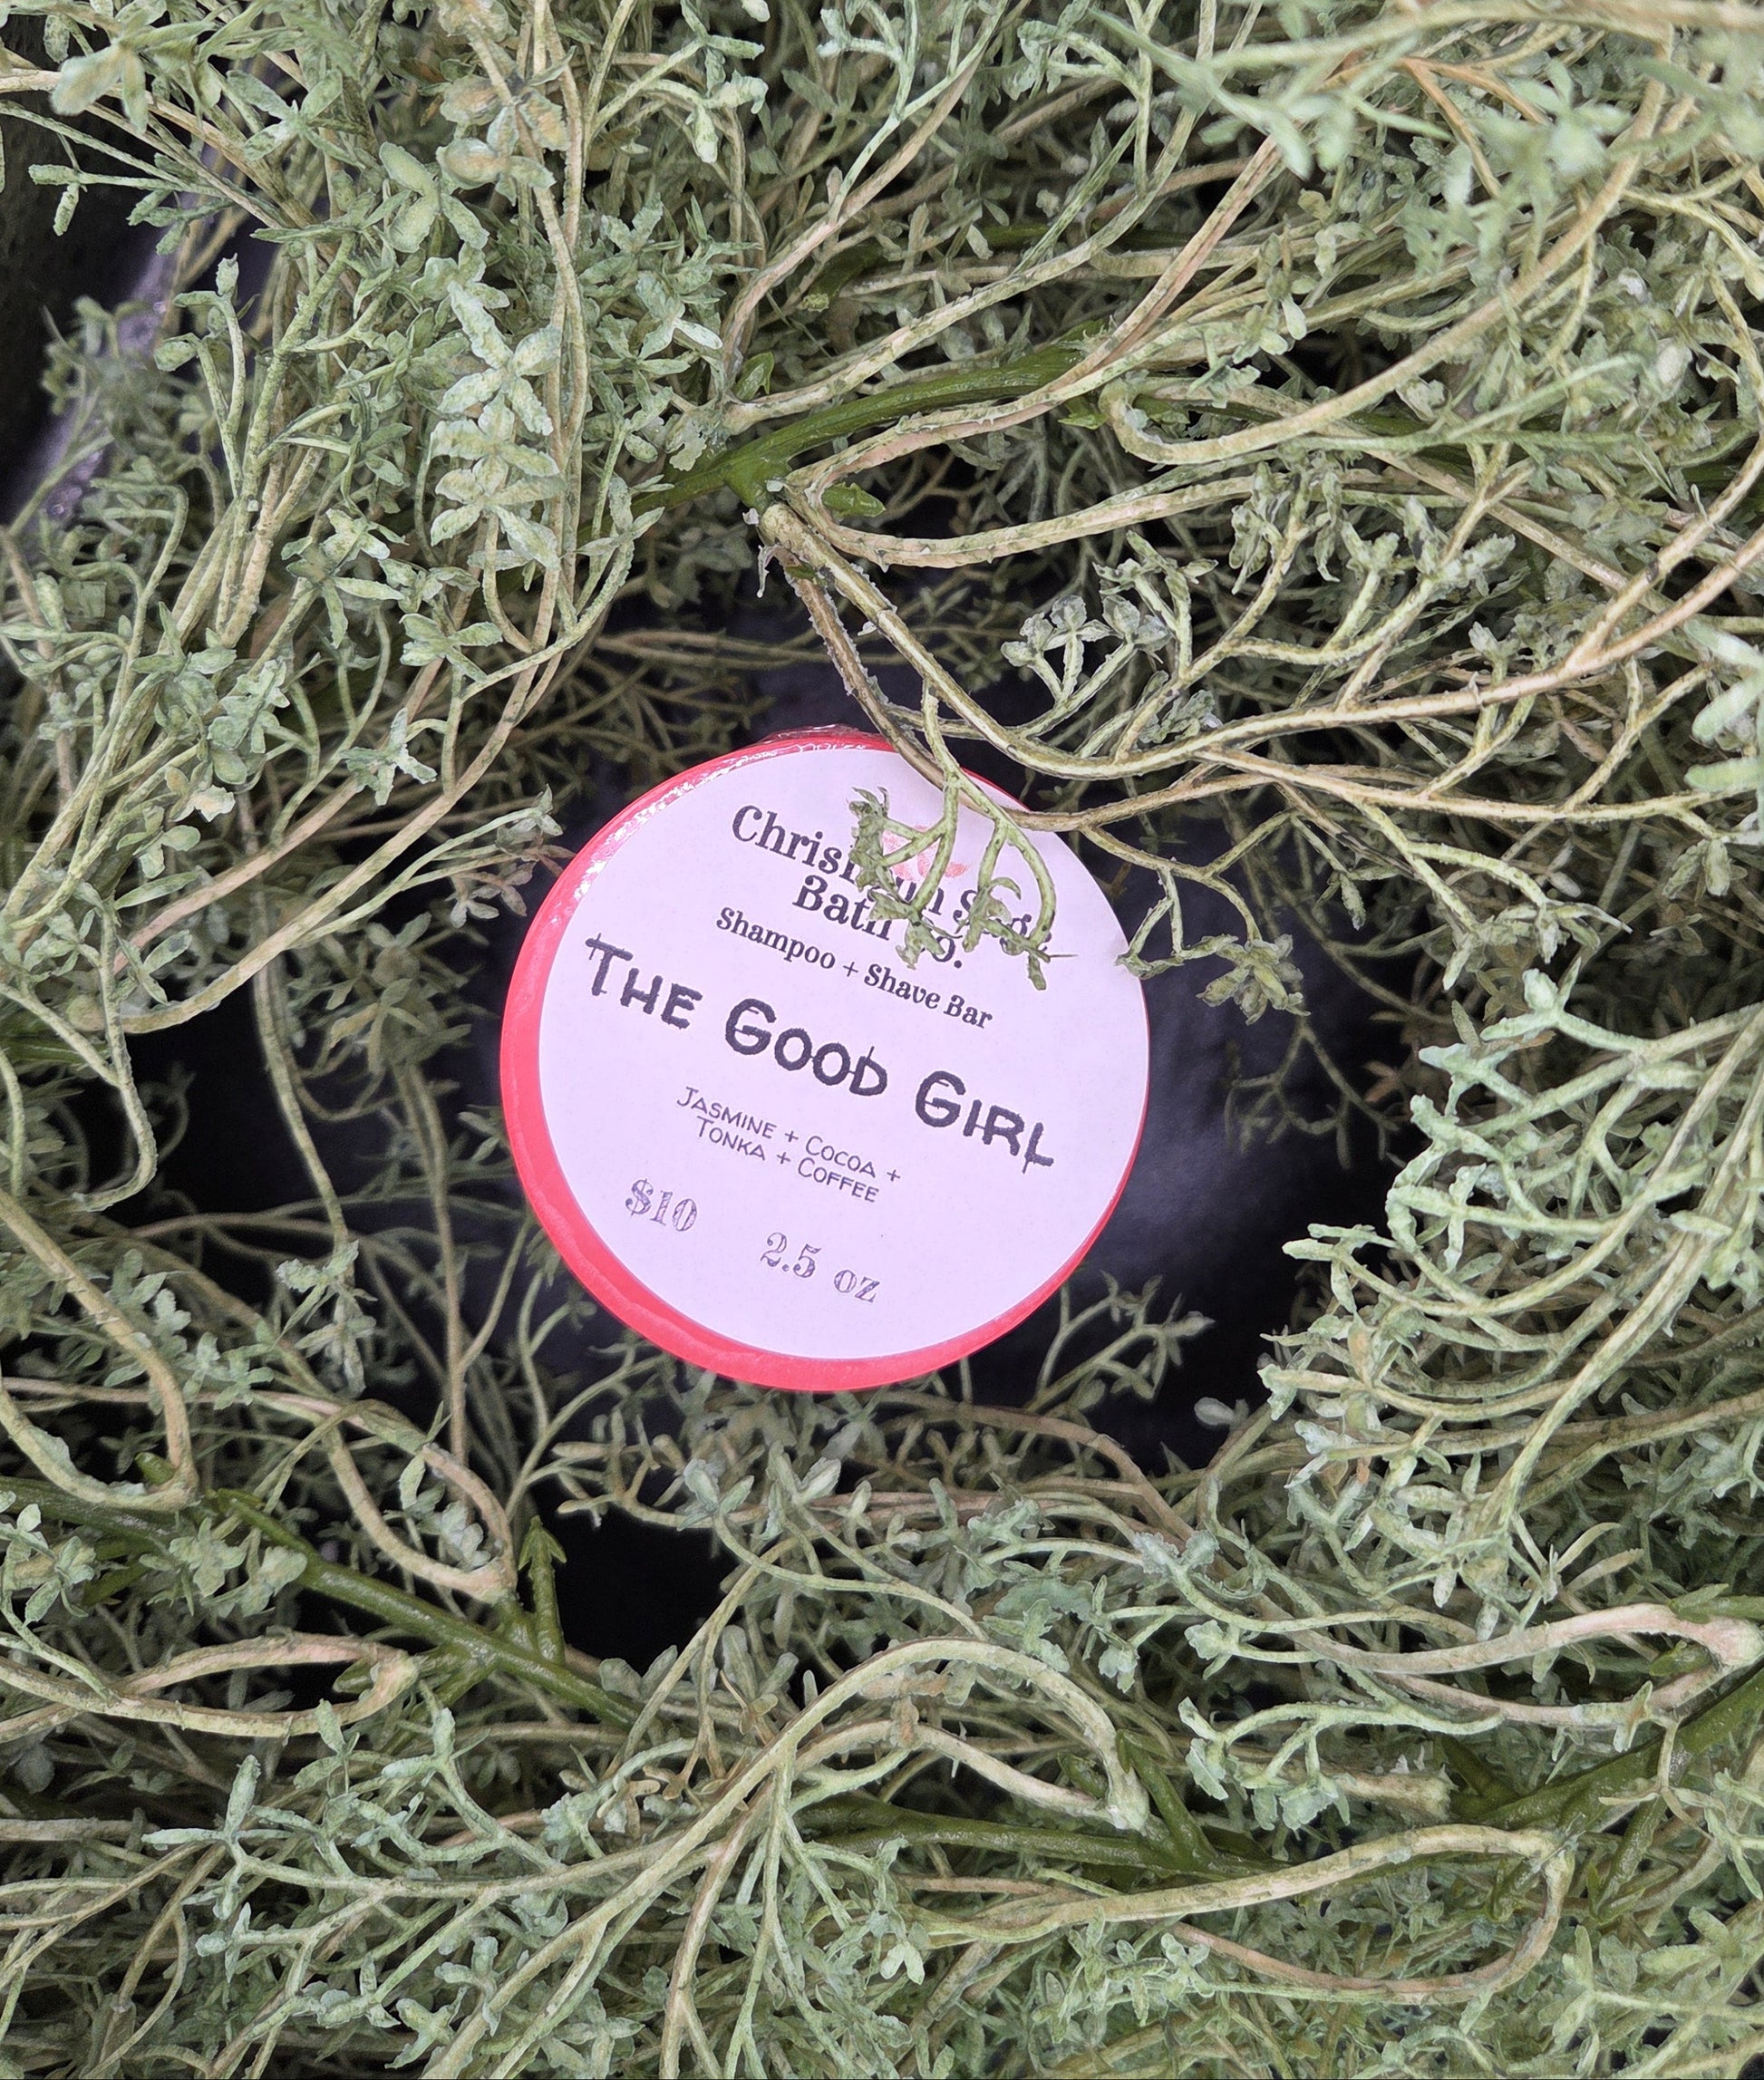 Bath
Shampoo + Shave Bar
THE GOOD GIRL
JASMINE + COCOA +
TONKA + COFFEE
$10 2.5 oz